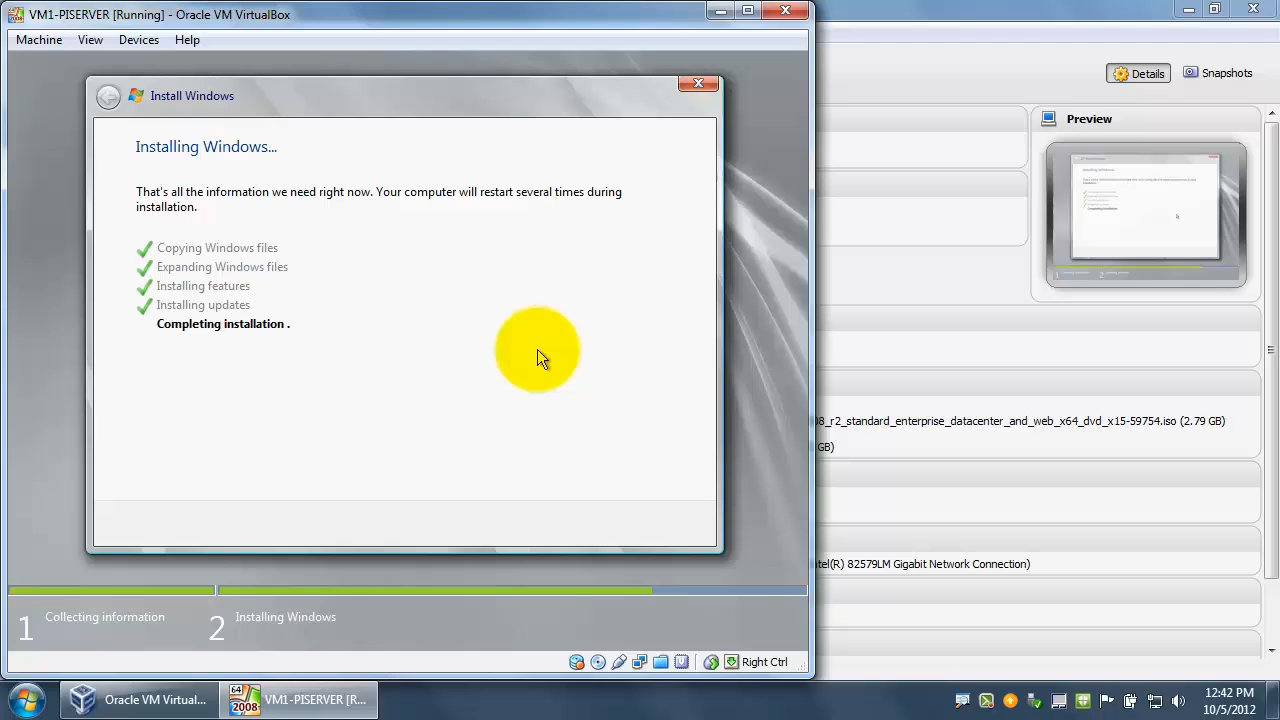 VM1-PISERVER [Running] - Oracle VM VirtualBox
Machine View Devices Help
Details Snapshots
Preview
Install Windows
Installing Windows...
That's all the information we need right now. Your computer will restart several times during
installation.
Copying Windows files
Expanding Windows files
Installing features
Installing updates
Completing installation .
08_r2_standard_enterprise_datacenter_and_web_x64_dvd_x15-59754.iso (2.79 GB)
GB)
ntel(R) 82579LM Gigabit Network Connection)
1 Collecting information 2 Installing Windows
Right Ctrl
Oracle VM Virtual...
64
2008
VM1-PISERVER [R...
12:42 PM
10/5/2012